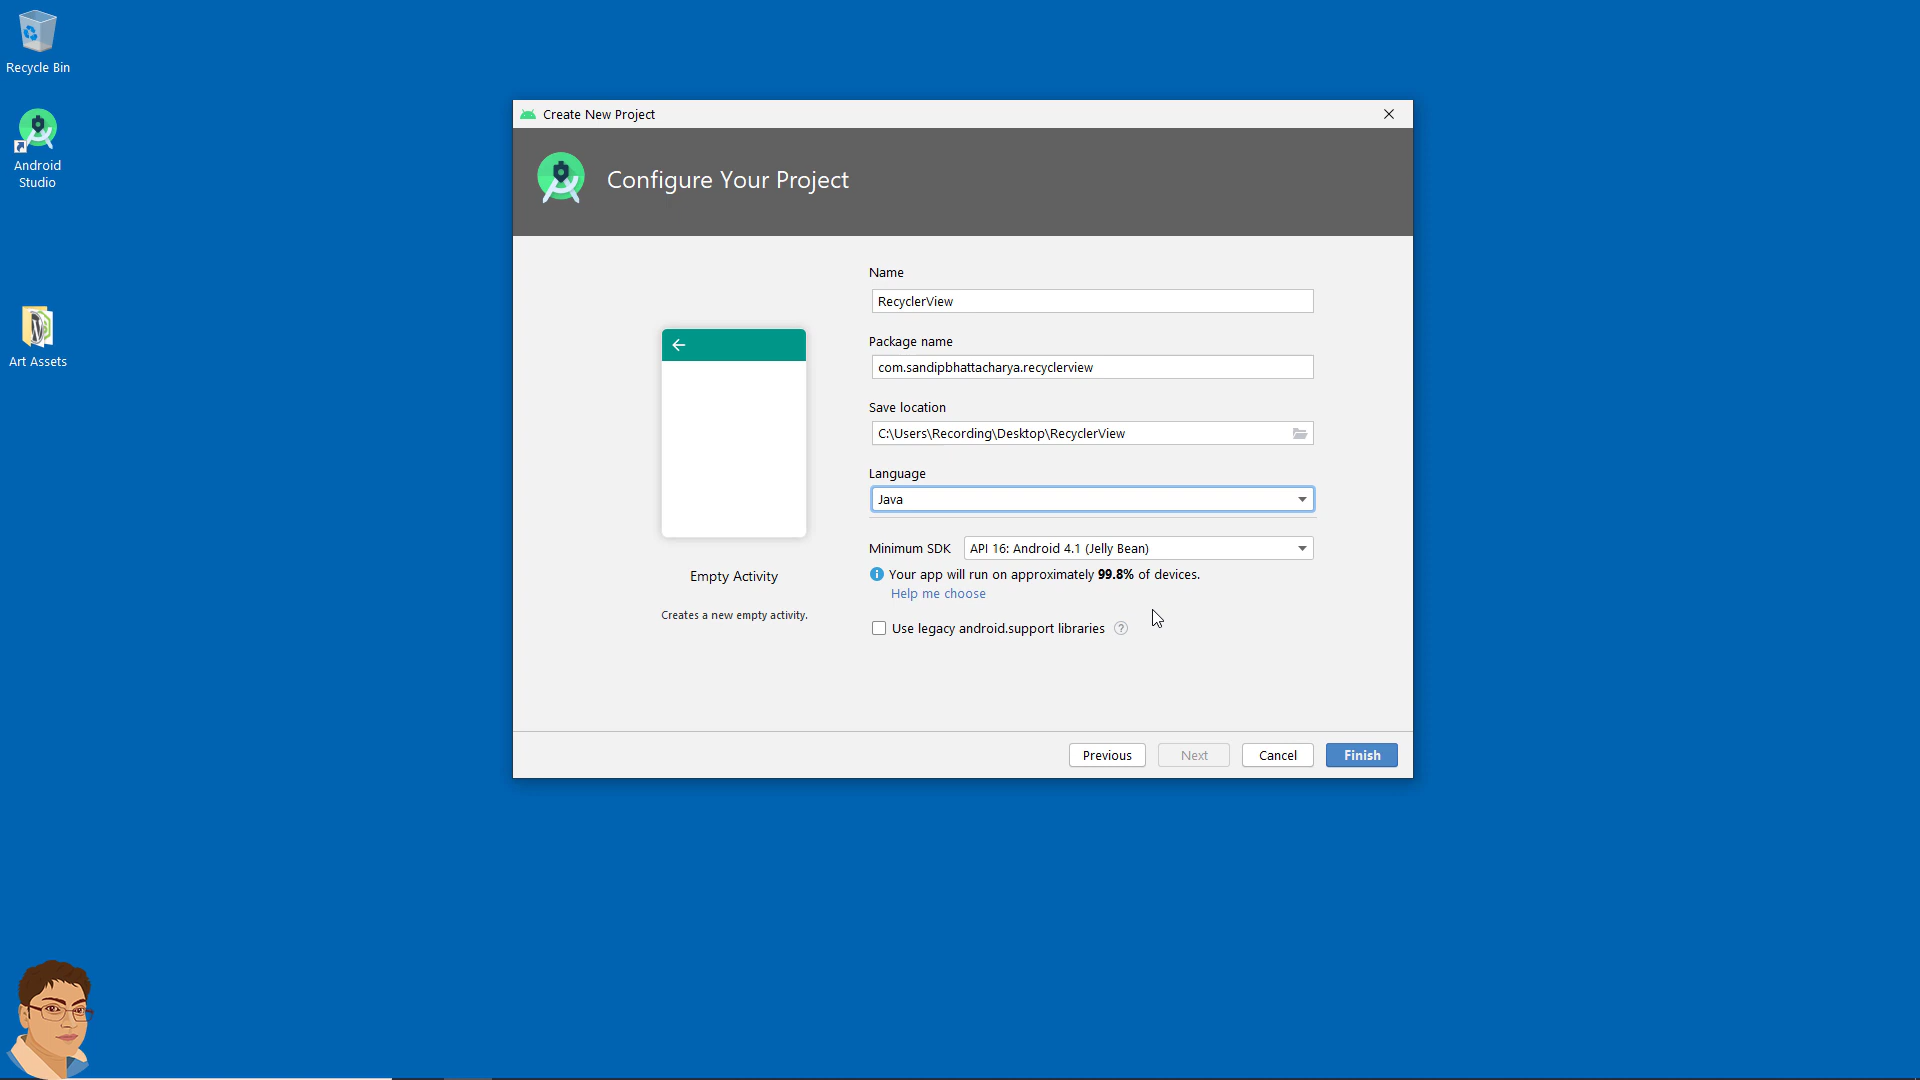 Recycle Bin
Android
Studio
Art Assets
Create New Project
Configure Your Project
Name
RecyclerView
Package name
com.sandipbhattacharya.recyclerview
Save location
C:\Users\Recording\Desktop\RecyclerView
Language
Java
Minimum SDK API 16: Android 4.1 (Jelly Bean)
Your app will run on approximately 99.8% of devices.
Help me choose
Use legacy android.support libraries ?
Empty Activity
Creates a new empty activity.
Previous Next Cancel Finish